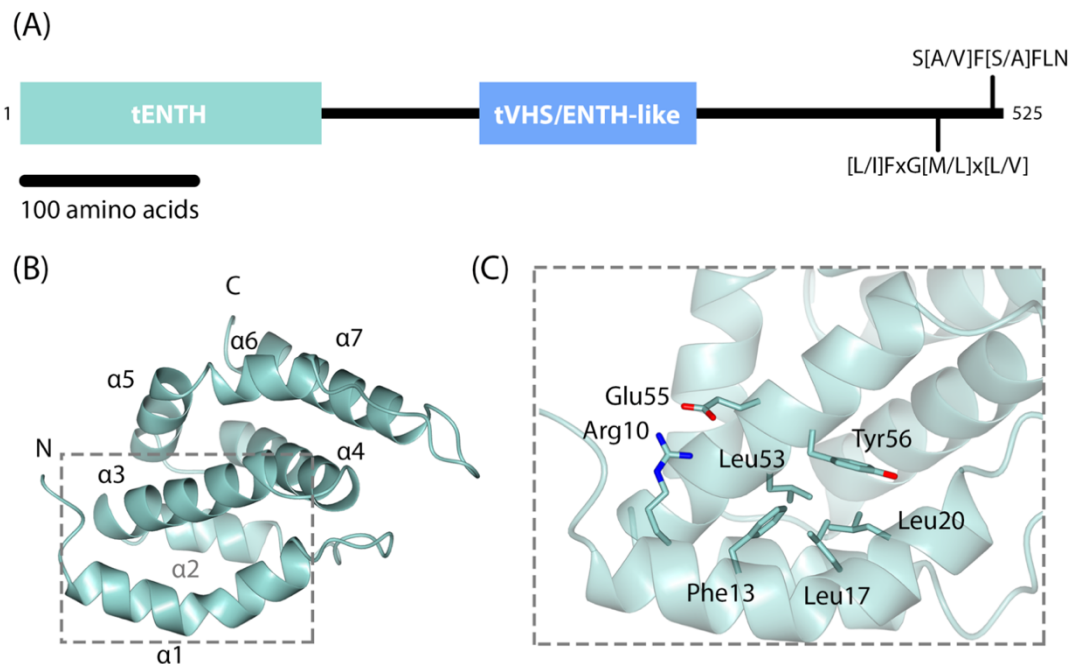 (A)
S[A/V]F[S/A]FLN
1
tENTH
tVHS/ENTH-like
525
[L/I]FxG[M/L]x[L/V]
100 amino acids
(B)
C
α6
α7
α5
N
α3
α4
α2
α1
(C)
Glu55
Arg10
Leu53
Tyr56
Leu20
Phe13
Leu17